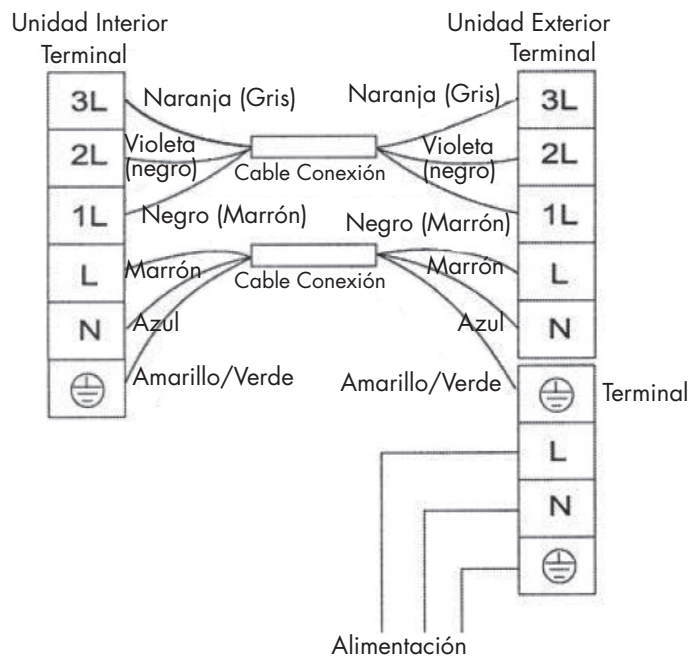 Unidad Interior
Terminal
Unidad Exterior
Terminal
3L
Naranja (Gris)
Naranja (Gris)
3L
2L
Violeta
(negro)
Cable Conexión
Violeta
(negro)
2L
1L
Negro (Marrón)
Negro (Marrón)
1L
L
Marrón
Cable Conexión
Marrón
L
N
Azul
Azul
N
Amarillo/Verde
Amarillo/Verde
Terminal
L
N
Alimentación